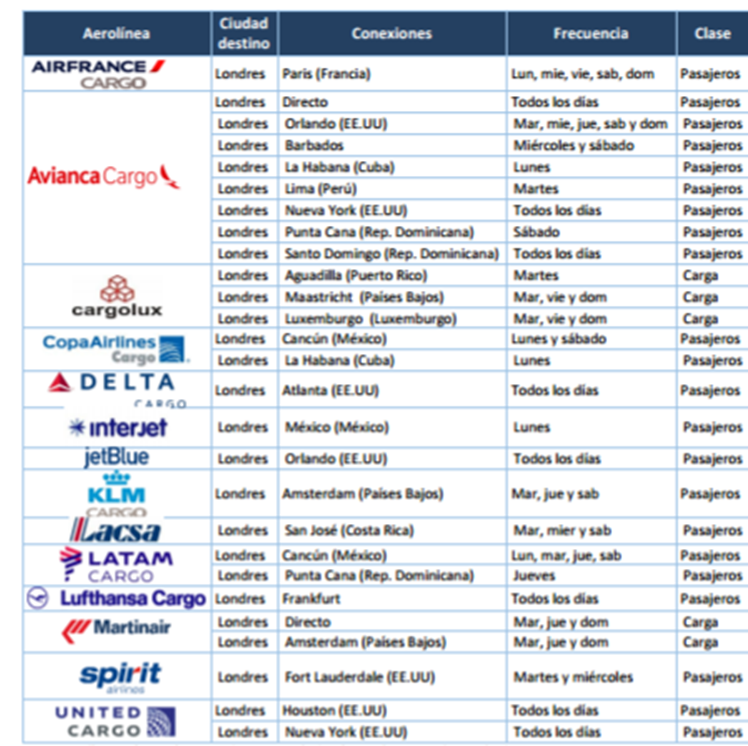 Aerolínea Ciudad destino Conexiones Frecuencia Clase
AIRFRANCE CARGO Londres Paris (Francia) Lun, mie, vie, sab, dom Pasajeros
Avianca Cargo Londres Directo Todos los días Pasajeros
Londres Orlando (EE.UU) Mar, mie, jue, sab y dom Pasajeros
Londres Barbados Miércoles y sábado Pasajeros
Londres La Habana (Cuba) Lunes Pasajeros
Londres Lima (Perú) Martes Pasajeros
Londres Nueva York (EE.UU) Todos los días Pasajeros
Londres Punta Cana (Rep. Dominicana) Sábado Pasajeros
Londres Santo Domingo (Rep. Dominicana) Todos los días Pasajeros
cargolux Londres Aguadilla (Puerto Rico) Martes Carga
Londres Maastricht (Países Bajos) Mar, vie y dom Carga
Londres Luxemburgo (Luxemburgo) Mar, vie y dom Carga
CopaAirlines Cargo Londres Cancún (México) Lunes y sábado Pasajeros
Londres La Habana (Cuba) Lunes Pasajeros
DELTA CARGO Londres Atlanta (EE.UU) Todos los días Pasajeros
interjet Londres México (México) Lunes Pasajeros
jetBlue Londres Orlando (EE.UU) Todos los días Pasajeros
KLM CARGO Londres Amsterdam (Países Bajos) Mar, jue y sab Pasajeros
Lacsa Londres San José (Costa Rica) Mar, mier y sab Pasajeros
LATAM CARGO Londres Cancún (México) Lun, mar, jue, sab Pasajeros
Londres Punta Cana (Rep. Dominicana) Jueves Pasajeros
Lufthansa Cargo Londres Frankfurt Todos los días Pasajeros
Martinair Londres Directo Mar, jue y dom Carga
Londres Amsterdam (Países Bajos) Mar, jue y dom Carga
spirit airlines Londres Fort Lauderdale (EE.UU) Martes y miércoles Pasajeros
UNITED CARGO Londres Houston (EE.UU) Todos los días Pasajeros
Londres Nueva York (EE.UU) Todos los días Pasajeros